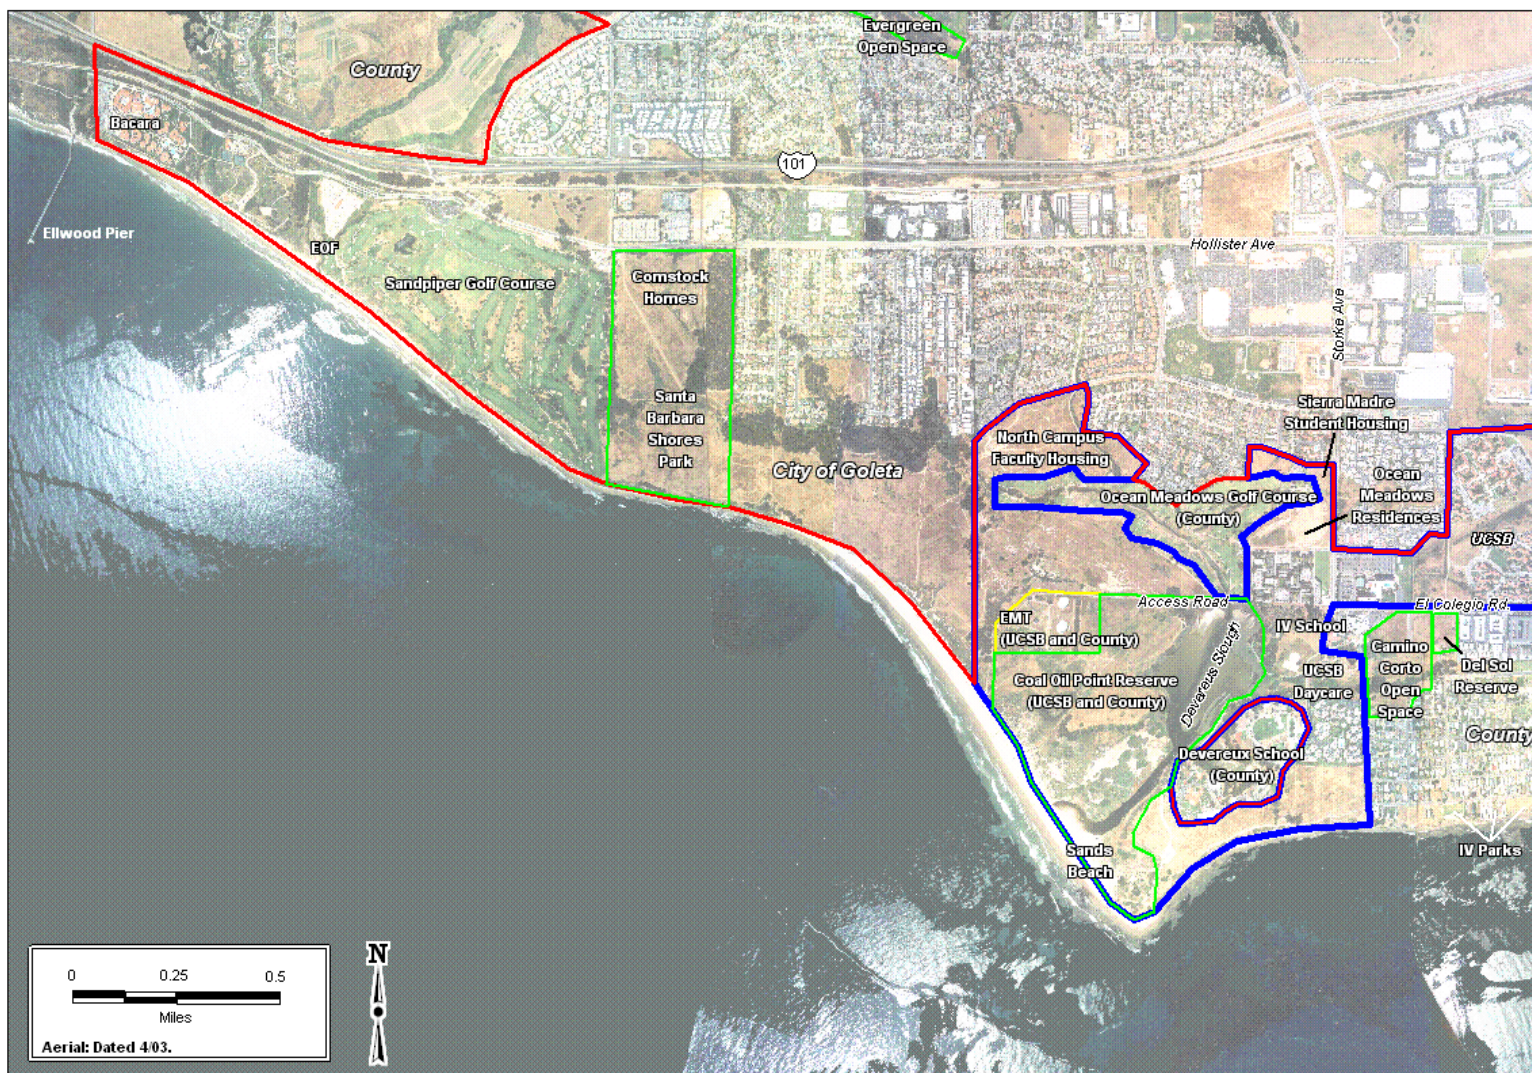 Evergreen
Open Space
County
Bacara
101
Ellwood Pier
EOF
Hollister Ave
Sandpiper Golf Course
Comstock
Homes
Storke Ave
Santa
Barbara
Shores
Park
Sierra Madre
Student Housing
North Campus
Faculty Housing
City of Goleta
Ocean
Meadows
Residences
Ocean Meadows Golf Course
(County)
UCSB
Access Road
El Colegio Rd
EMT
(UCSB and County)
IV School
Devereus Slough
Camino
Corto
Open
Space
Del Sol
Reserve
Coal Oil Point Reserve
(UCSB and County)
UCSB
Daycare
County
Devereux School
(County)
Sands
Beach
IV Parks
N
0 0.25 0.5
Miles
Aerial: Dated 4/03.